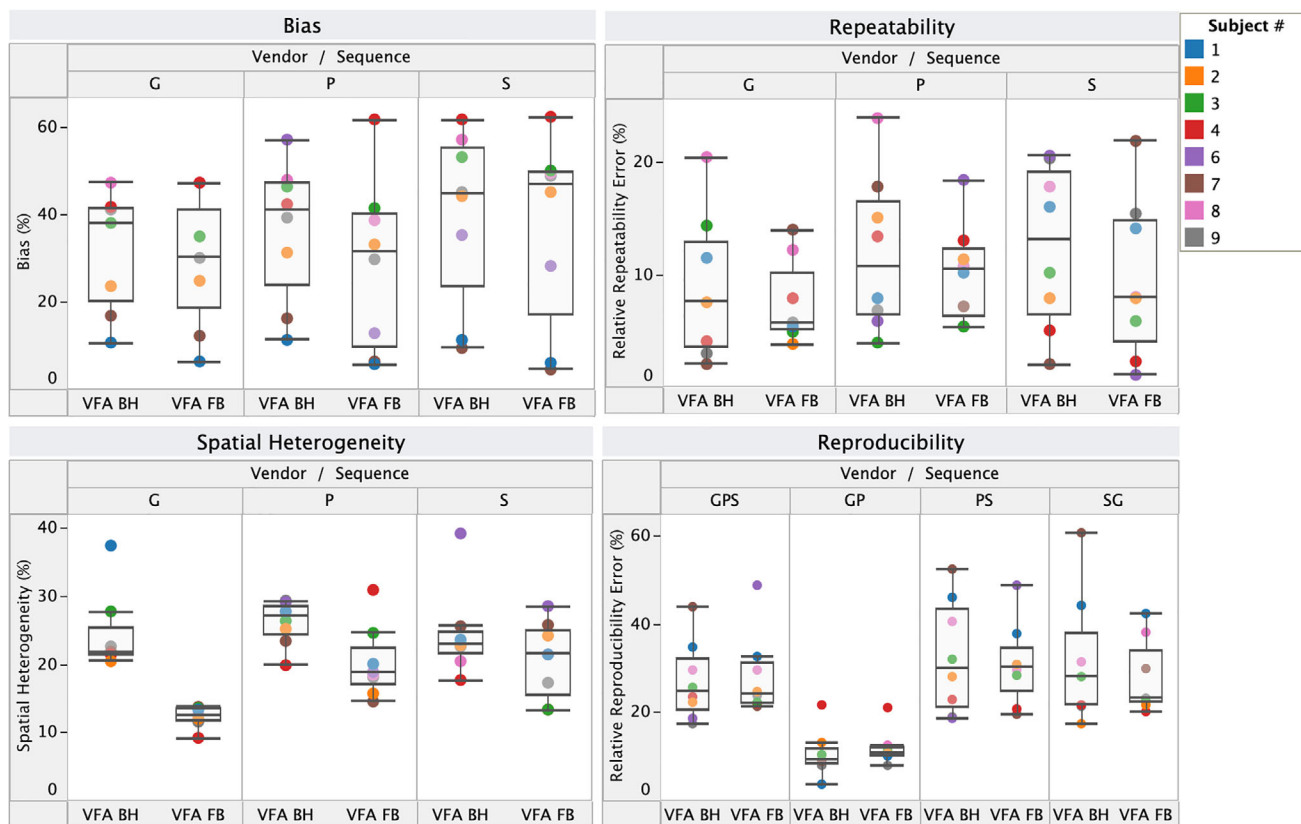 Bias
Vendor / Sequence
G P S
Bias (%)
60
40
20
0
VFA BH VFA FB VFA BH VFA FB VFA BH VFA FB
Repeatability
Vendor / Sequence
G P S
Relative Repeatability Error (%)
20
10
0
VFA BH VFA FB VFA BH VFA FB VFA BH VFA FB
Subject #
1
2
3
4
6
7
8
9
Spatial Heterogeneity
Vendor / Sequence
G P S
Spatial Heterogeneity (%)
40
30
20
10
0
VFA BH VFA FB VFA BH VFA FB VFA BH VFA FB
Reproducibility
Vendor / Sequence
GPS GP PS SG
Relative Reproducibility Error (%)
60
40
20
0
VFA BH VFA FB VFA BH VFA FB VFA BH VFA FB VFA BH VFA FB